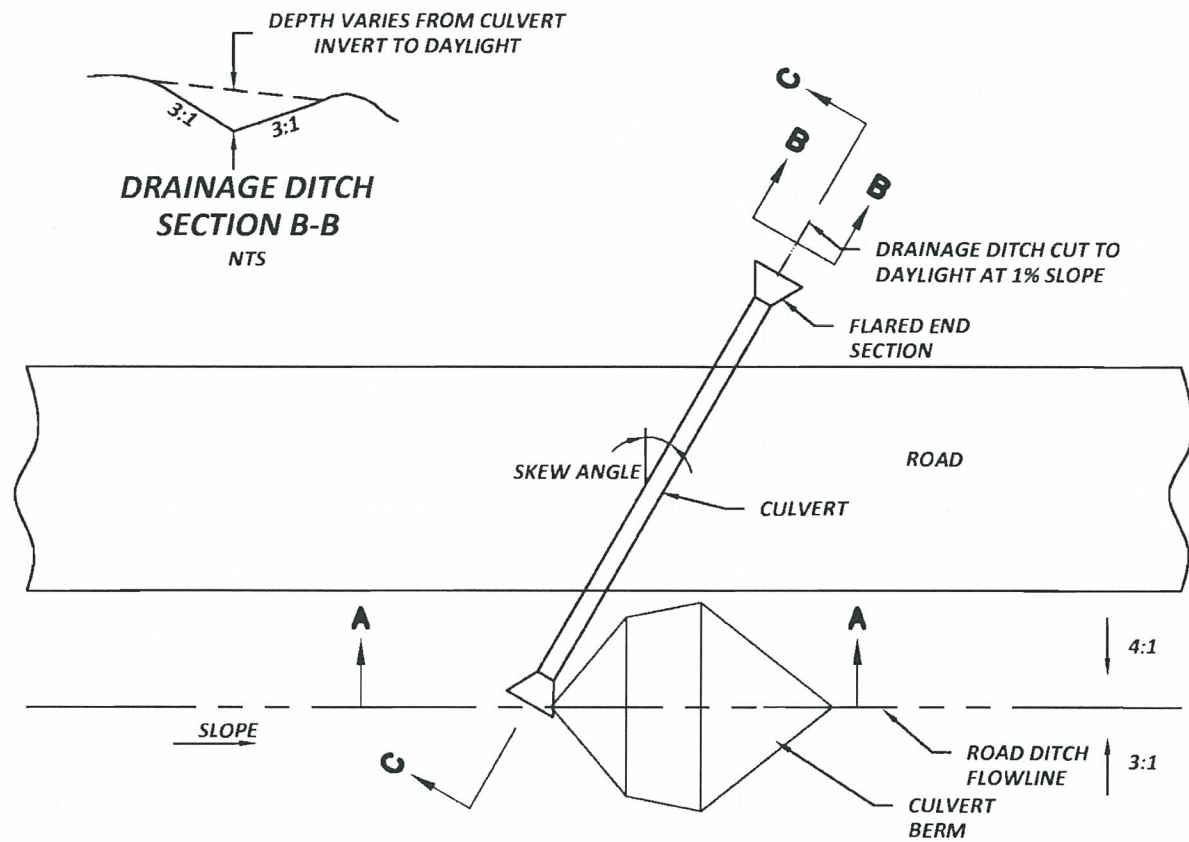 DEPTH VARIES FROM CULVERT
INVERT TO DAYLIGHT
3:1
3:1
DRAINAGE DITCH
SECTION B-B
NTS
C
B
B
DRAINAGE DITCH CUT TO
DAYLIGHT AT 1% SLOPE
FLARED END
SECTION
SKEW ANGLE
ROAD
CULVERT
A
A
4:1
SLOPE
C
ROAD DITCH
FLOWLINE
3:1
CULVERT
BERM